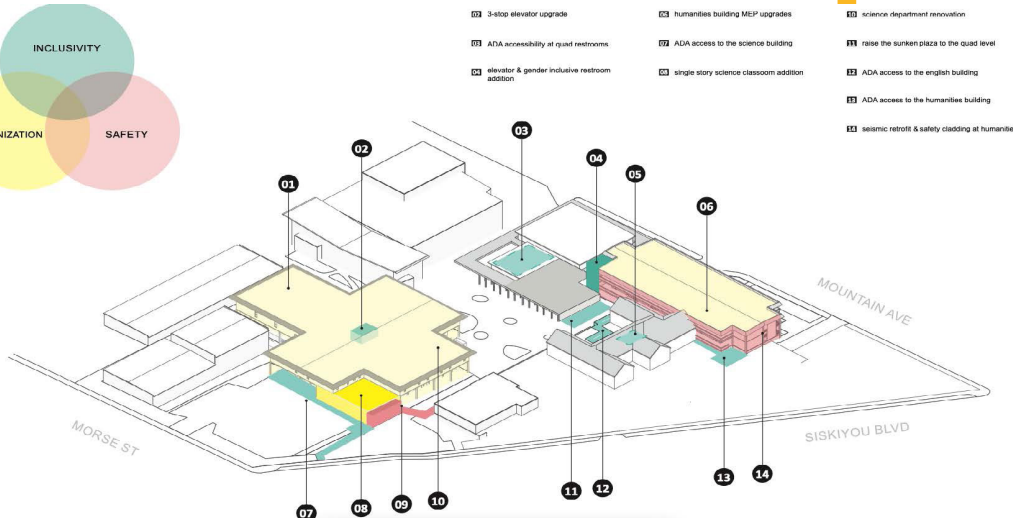 INCLUSIVITY
NIZATION
SAFETY
02 3-stop elevator upgrade
03 ADA accessibility at quad restrooms
04 elevator & gender inclusive restroom
addition
06 humanities building MEP upgrades
07 ADA access to the science building
08 single story science classoom addition
10 science department renovation
11 raise the sunken plaza to the quad level
12 ADA access to the english building
13 ADA access to the humanities building
14 seismic retrofit & safety cladding at humanities
01
02
03
04
05
06
MOUNTAIN AVE
MORSE ST
SISKIYOU BLVD
07
08
09
10
11
12
13
14